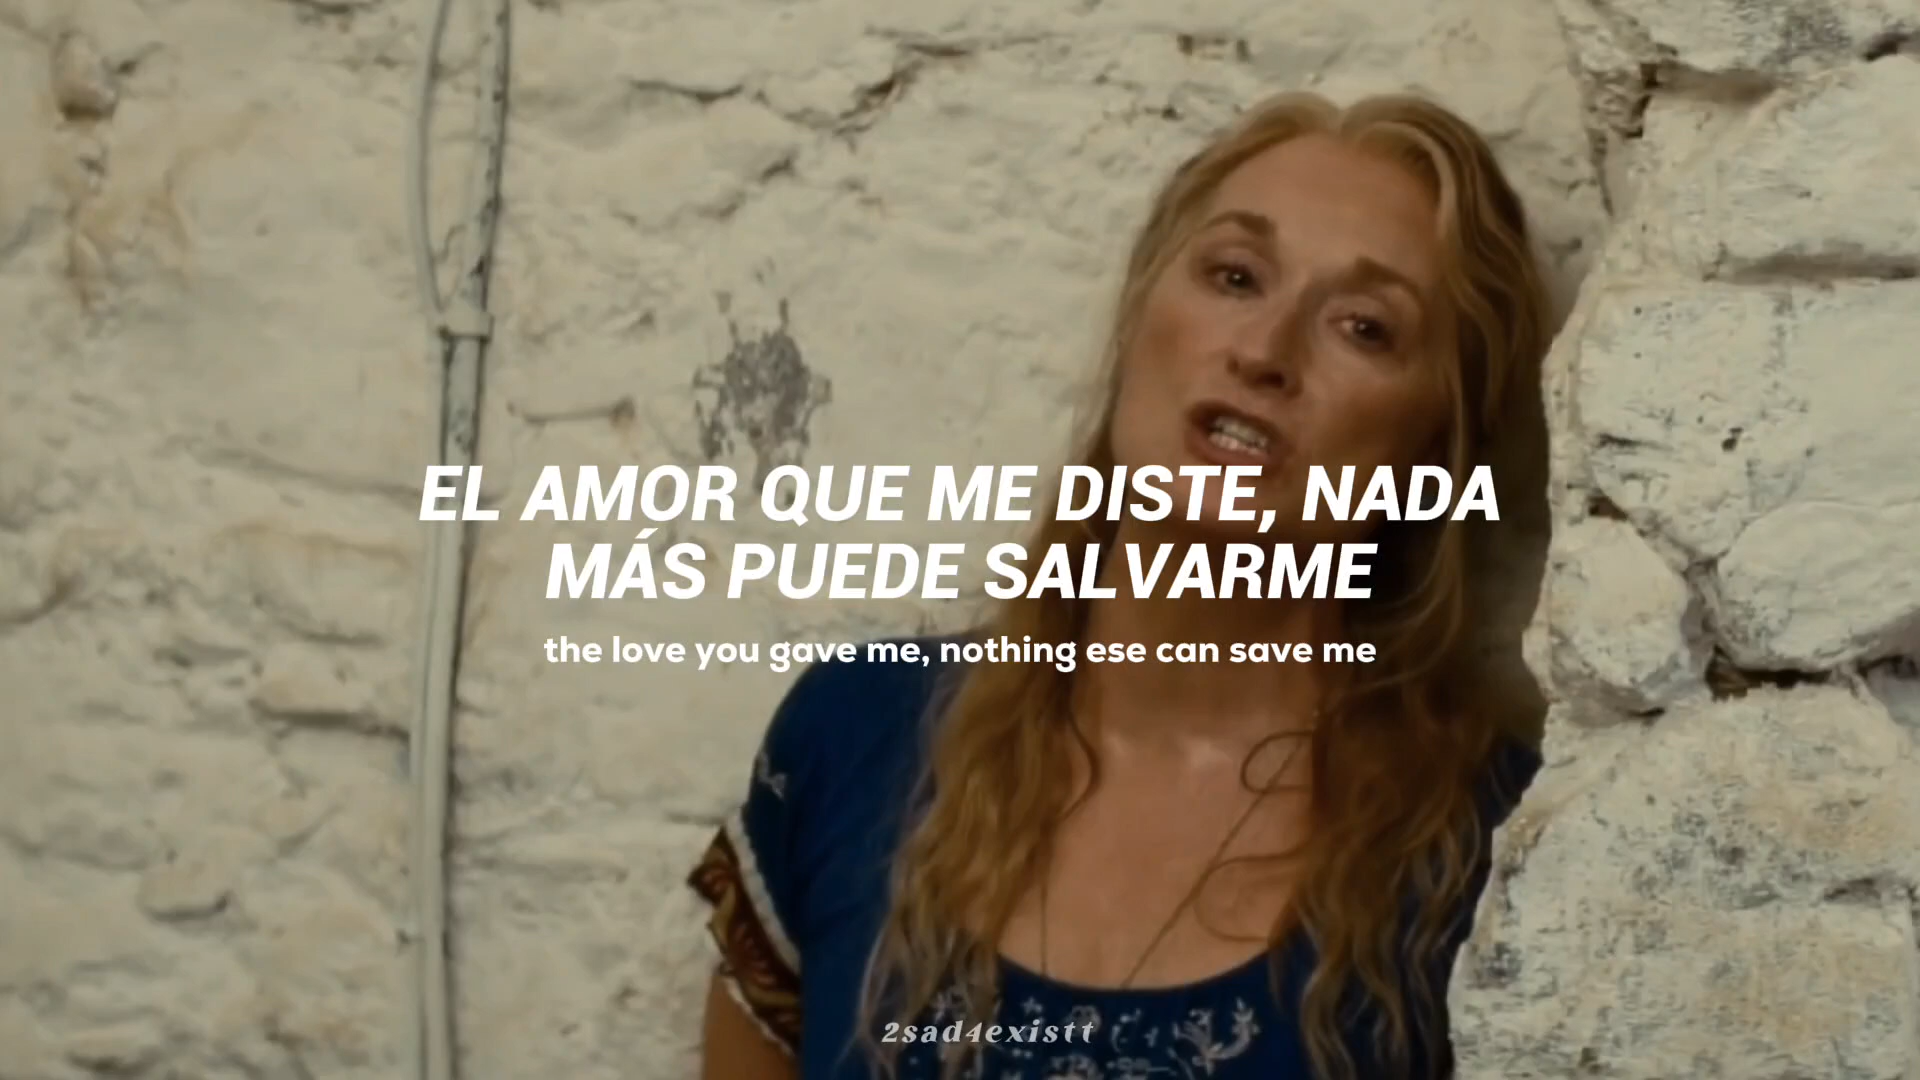 EL AMOR QUE ME DISTE, NADA
MÁS PUEDE SALVARME
the love you gave me, nothing ese can save me
2sad4existt